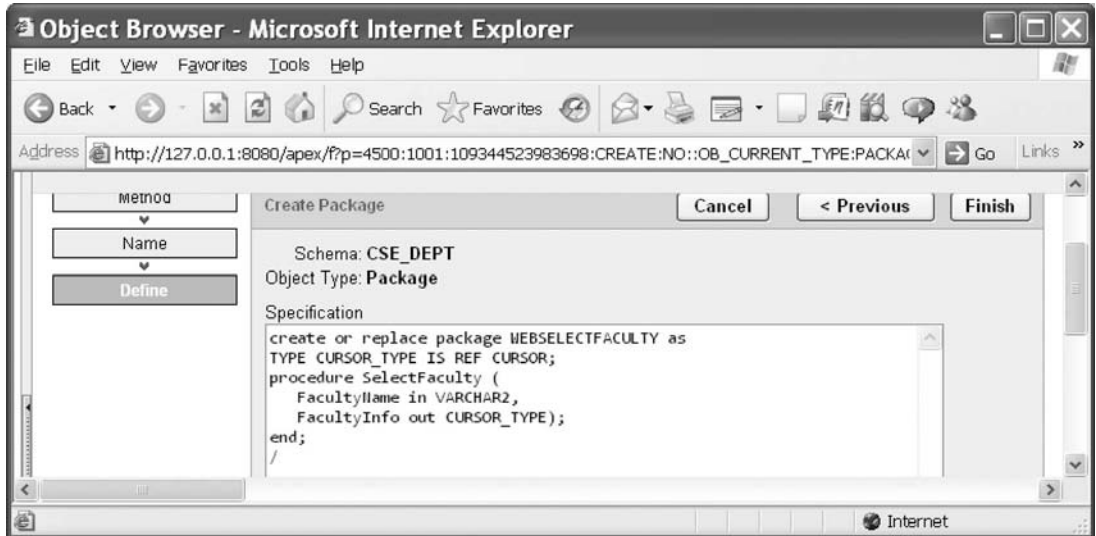 Object Browser - Microsoft Internet Explorer
File Edit View Favorites Tools Help
Back Search Favorites
Address http://127.0.0.1:8080/apex/f?p=4500:1001:109344523983698:CREATE:NO::OB_CURRENT_TYPE:PACKA Go Links »
Method
Create Package Cancel < Previous Finish
Name
Schema: CSE_DEPT
Object Type: Package
Define
Specification
create or replace package WEBSELECTFACULTY as
TYPE CURSOR_TYPE IS REF CURSOR;
procedure SelectFaculty (
FacultyName in VARCHAR2,
FacultyInfo out CURSOR_TYPE);
end;
/
Internet